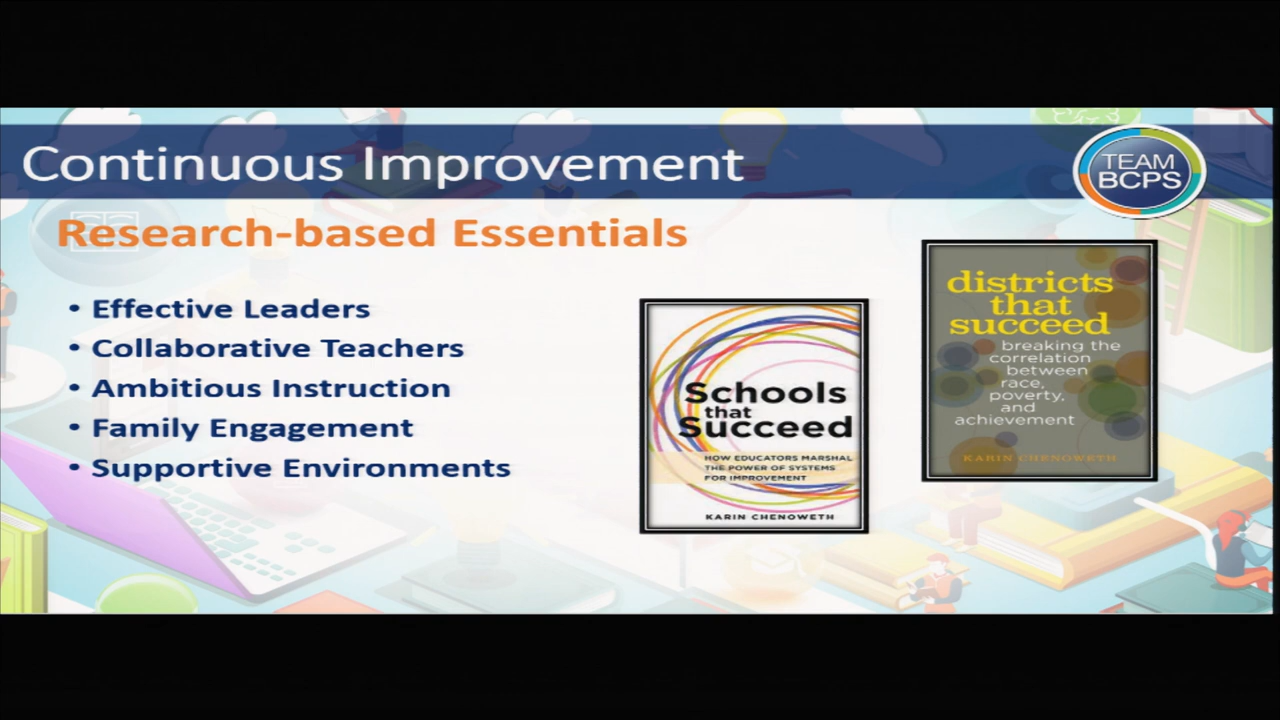 Continuous Improvement
TEAM
BCPS
Research-based Essentials
• Effective Leaders
• Collaborative Teachers
• Ambitious Instruction
• Family Engagement
• Supportive Environments
Schools
that
Succeed
HOW EDUCATORS MARSHAL
THE POWER OF SYSTEMS
FOR IMPROVEMENT
KARIN CHENOWETH
districts
that
succeed
breaking the
correlation
between
race,
poverty,
and
achievement
KARIN CHENOWETH